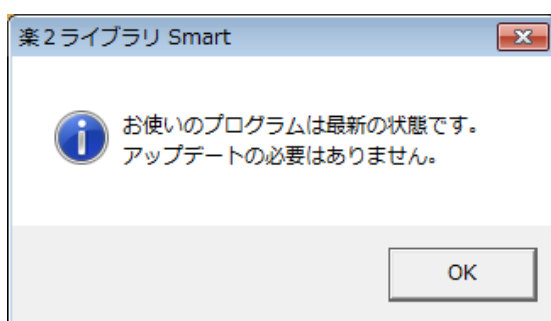 楽2ライブラリ Smart
お使いのプログラムは最新の状態です。
アップデートの必要はありません。
OK